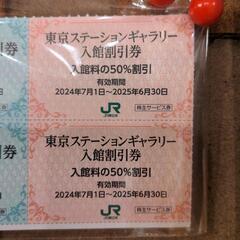 引券
東京ステーションギャラリー
入館割引券
入館料の50%割引
有効期間
2024年7月1日~2025年6月30日
JR
株主サービス券
引券
東京ステーションギャラリー
入館割引券
入館料の50%割引
有効期間
2024年7月1日~2025年6月30日
JR
株主サービス券